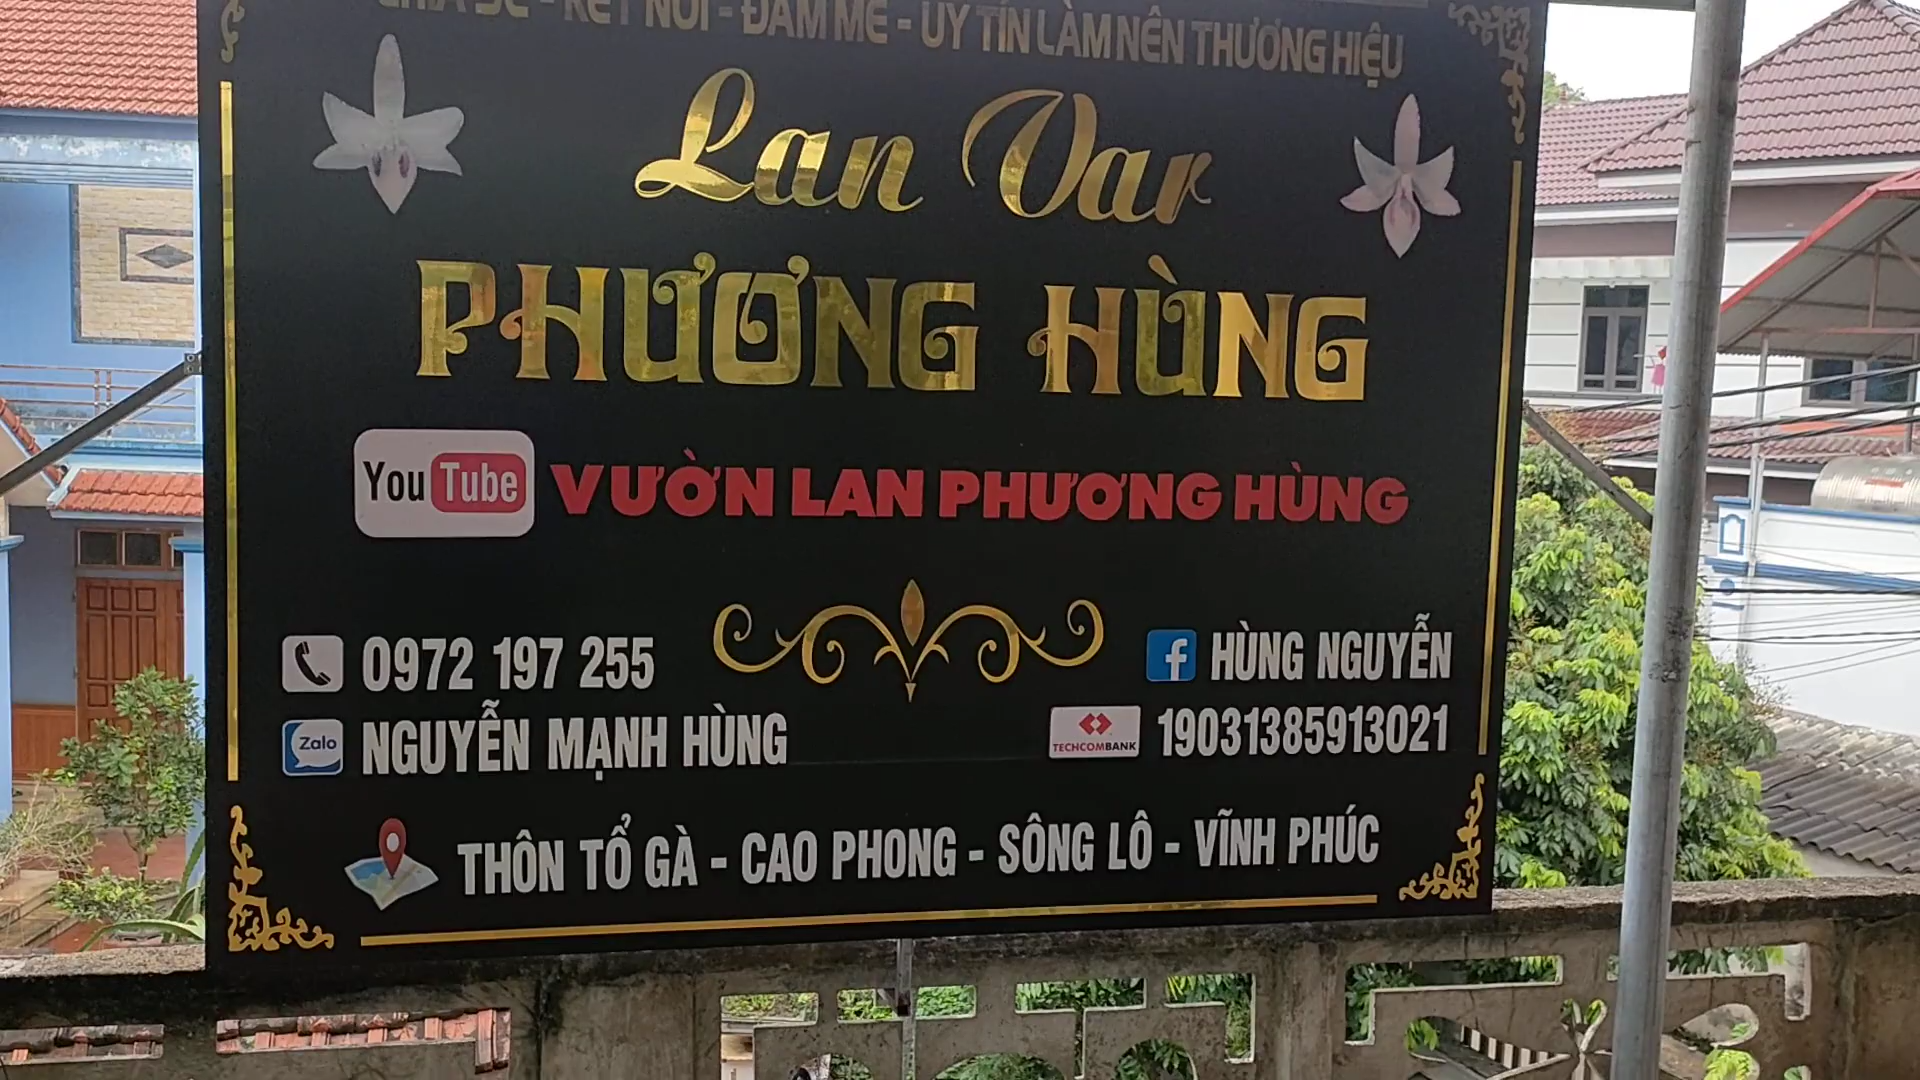 CHIA SẺ - KẾT NỐI - ĐAM MÊ - UY TÍN LÀM NÊN THƯƠNG HIỆU
Lan Var
PHƯƠNG HÙNG
YouTube VƯỜN LAN PHƯƠNG HÙNG
0972 197 255
HÙNG NGUYỄN
Zalo NGUYỄN MẠNH HÙNG
TECHCOMBANK 19031385913021
THÔN TỔ GÀ - CAO PHONG - SÔNG LÔ - VĨNH PHÚC